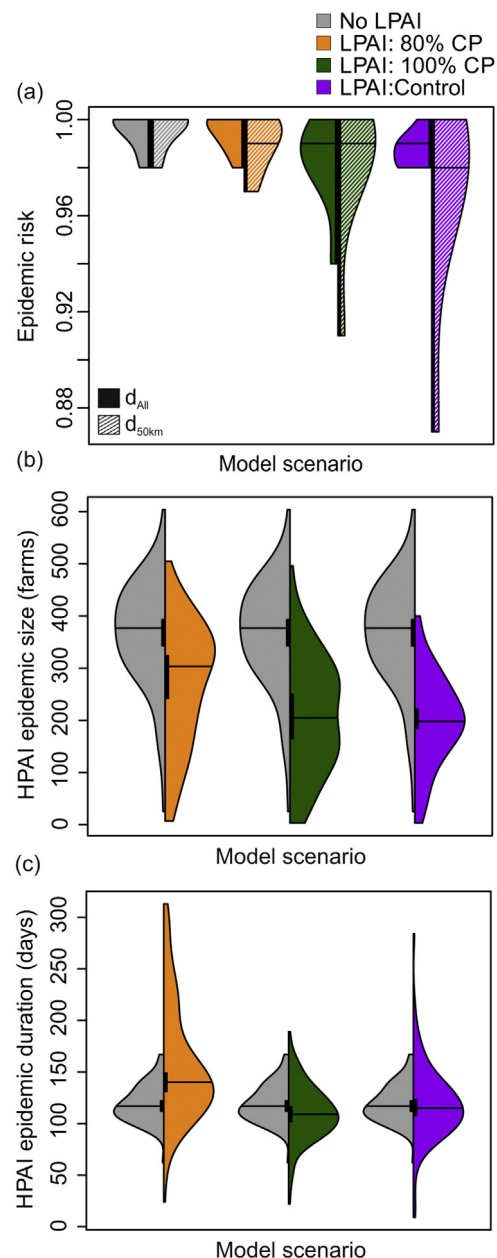 No LPAI
LPAI: 80% CP
LPAI: 100% CP
LPAI:Control
(a)
Epidemic risk
1.00
0.96
0.92
0.88
dAll
d50km
Model scenario
(b)
HPAI epidemic size (farms)
600
500
400
300
200
100
0
Model scenario
(c)
HPAI epidemic duration (days)
300
250
200
150
100
50
0
Model scenario